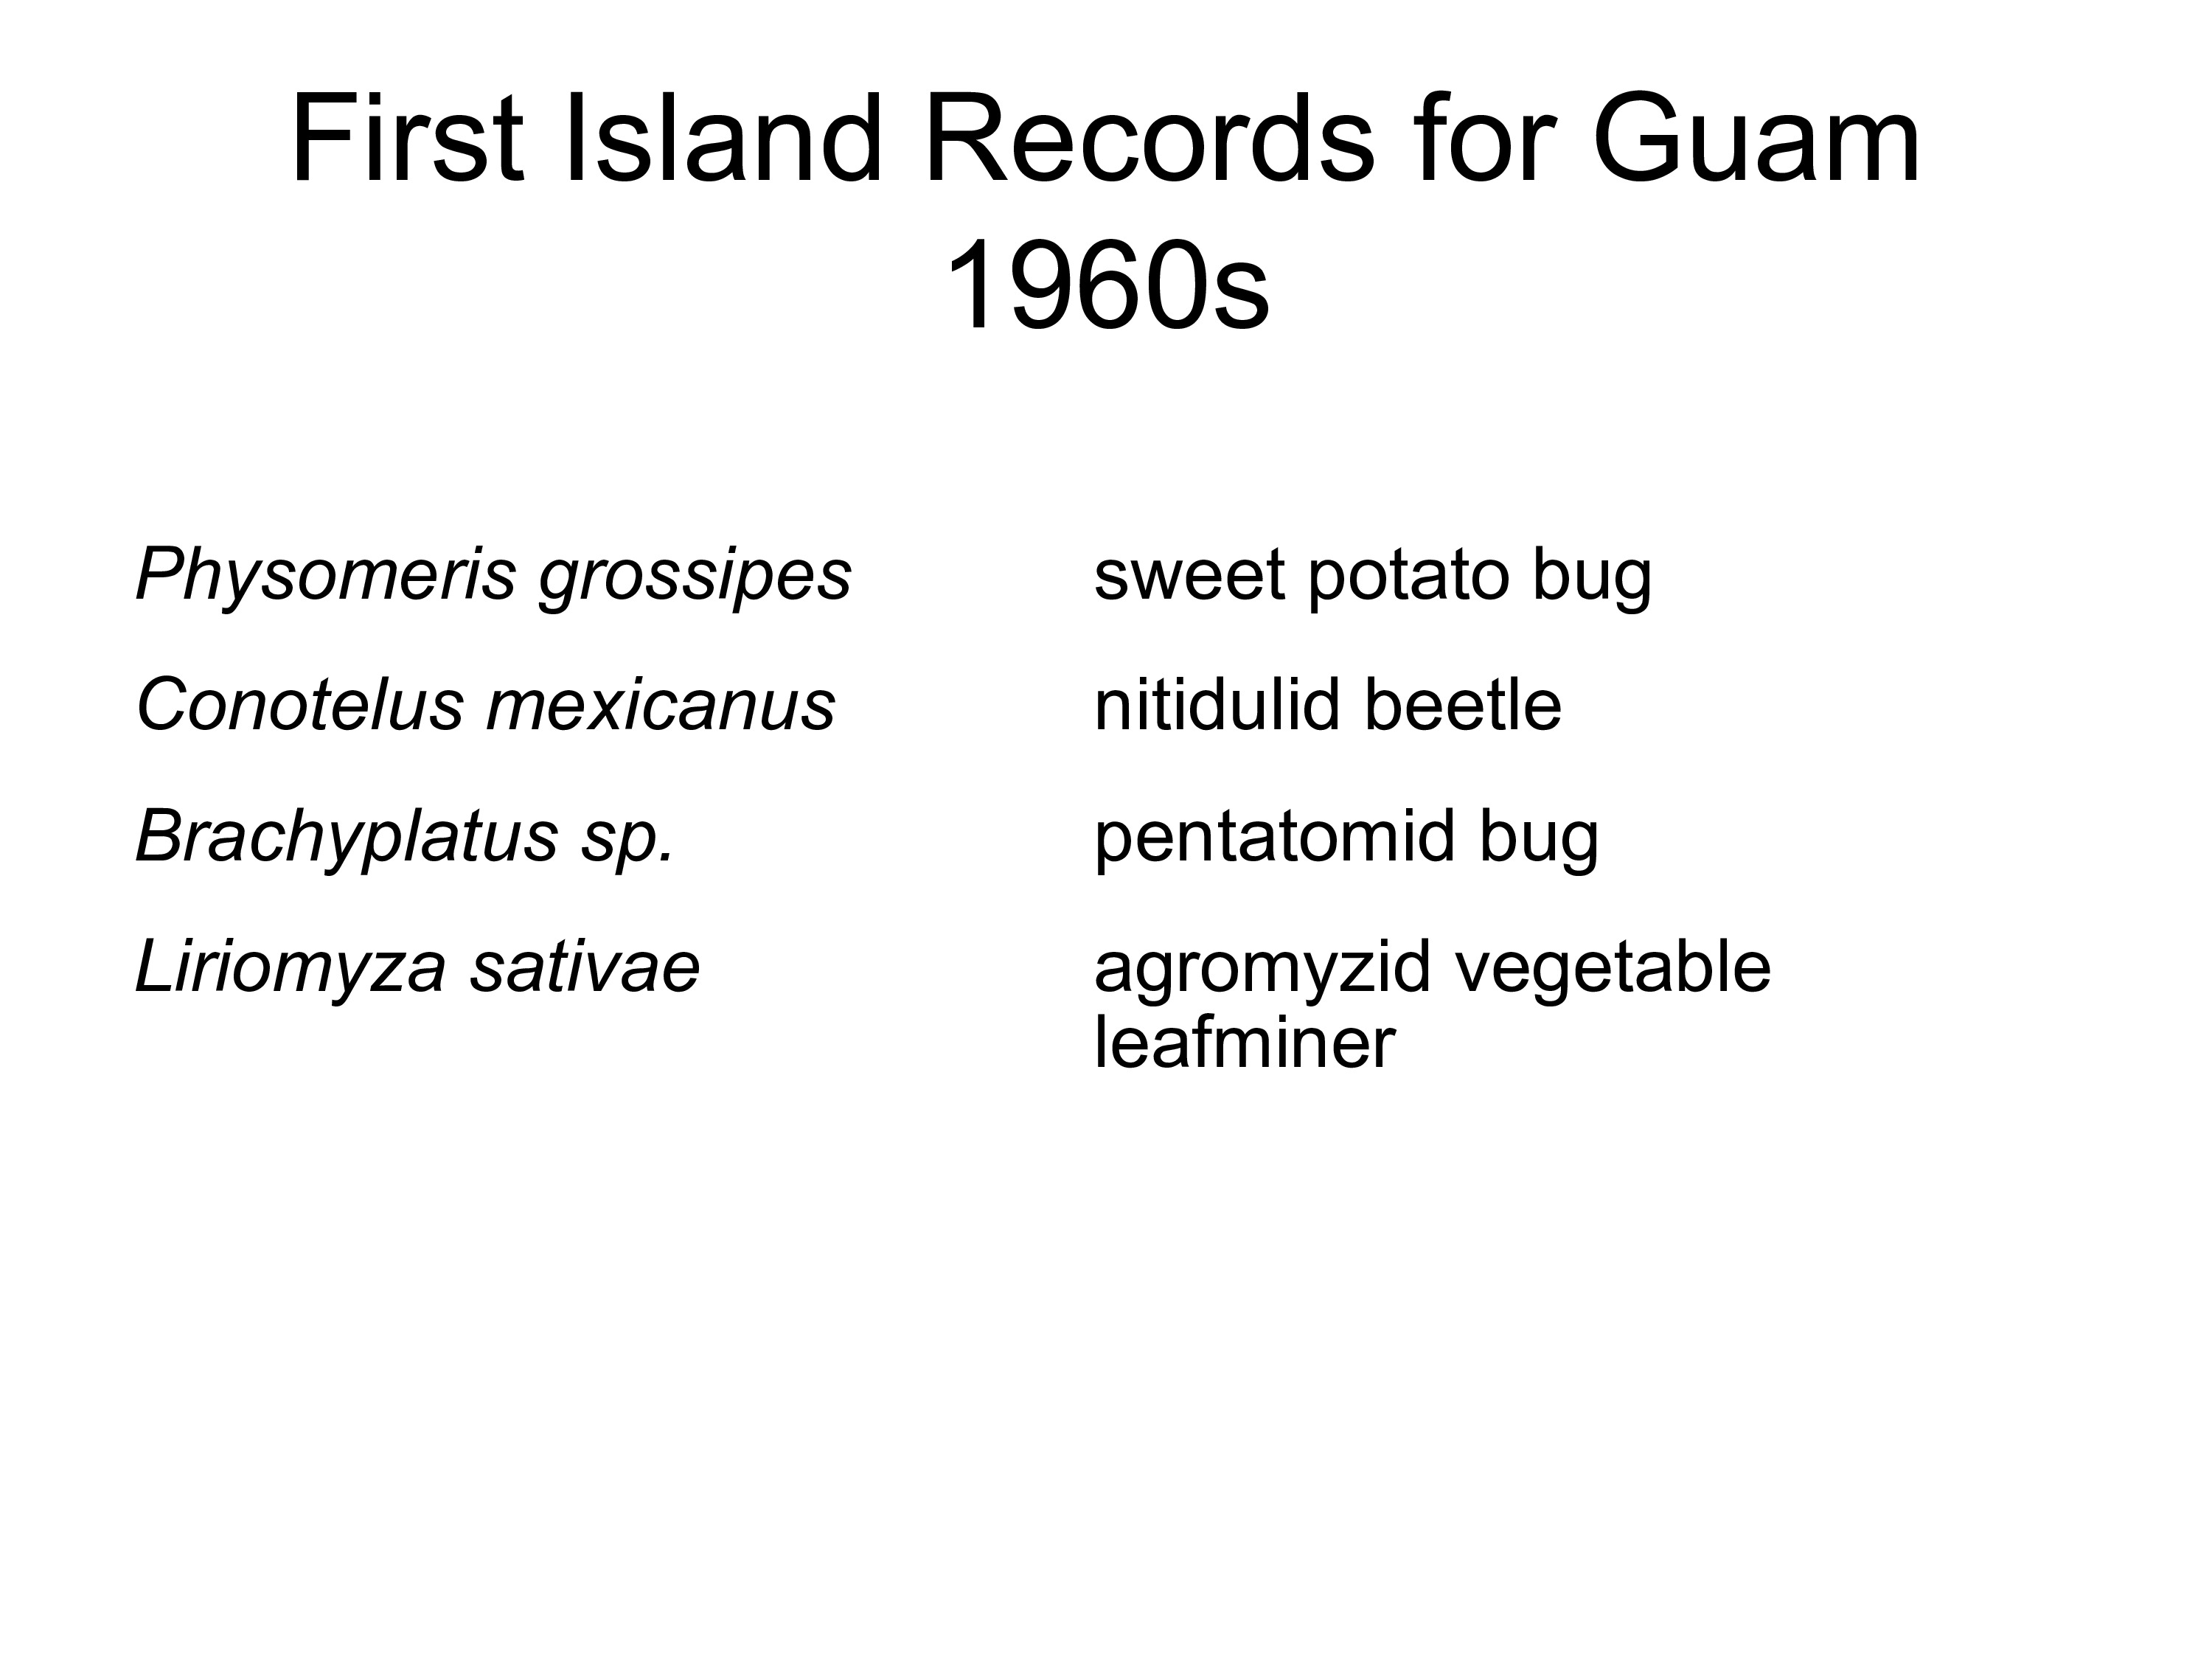 First Island Records for Guam
1960s
Physomeris grossipes sweet potato bug
Conotelus mexicanus nitidulid beetle
Brachyplatus sp. pentatomid bug
Liriomyza sativae agromyzid vegetable
leafminer